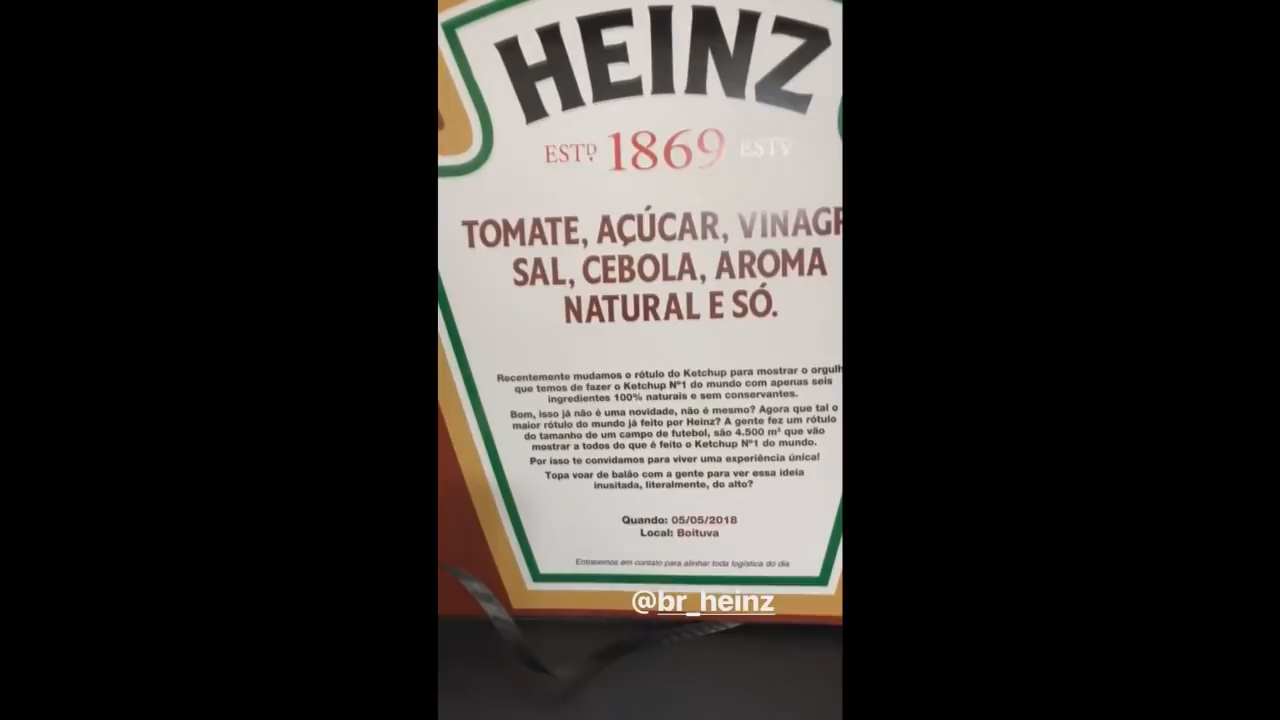 HEINZ
ESTD 1869 ESTD
TOMATE, AÇÚCAR, VINAGR
SAL, CEBOLA, AROMA
NATURAL E SÓ.
Recentemente mudamos o rótulo do Ketchup para mostrar o orgulh
que temos de fazer o Ketchup Nº1 do mundo com apenas seis
ingredientes 100% naturais e sem conservantes.
Bom, isso já não é uma novidade, não é mesmo? Agora que tal o
maior rótulo do mundo já feito por Heinz? A gente fez um rótulo
do tamanho de um campo de futebol, são 4.500 m² que vão
mostrar a todos do que é feito o Ketchup Nº1 do mundo.
Por isso te convidamos para viver uma experiência única!
Topa voar de balão com a gente para ver essa ideia
inusitada, literalmente, do alto?
Quando: 05/05/2018
Local: Boituva
Entraremos em contato para alinhar toda logística do dia
@br_heinz